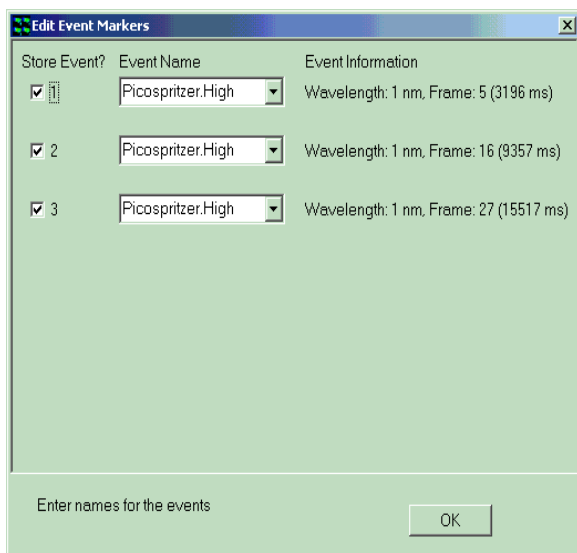 Edit Event Markers
Store Event? Event Name Event Information
1 Picospritzer.High Wavelength: 1 nm, Frame: 5 (3196 ms)
2 Picospritzer.High Wavelength: 1 nm, Frame: 16 (9357 ms)
3 Picospritzer.High Wavelength: 1 nm, Frame: 27 (15517 ms)
Enter names for the events
OK